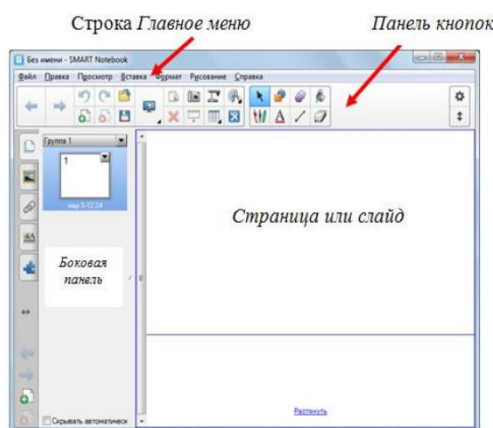 Строка Главное меню
Панель кнопок
Без имени - SMART Notebook
Файл Правка Просмотр Вставка Формат Рисование Справка
Группа 1
1
Страница или слайд
Боковая
панель
Растянуть
Скрывать автоматическ